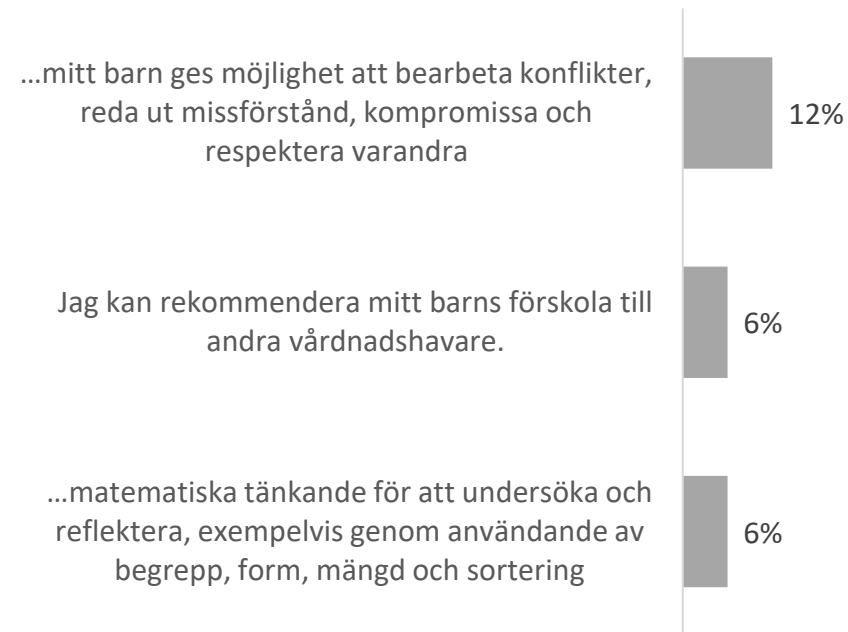 ...mitt barn ges möjlighet att bearbeta konflikter,
reda ut missförstånd, kompromissa och
respektera varandra
12%
Jag kan rekommendera mitt barns förskola till
andra vårdnadshavare.
6%
...matematiska tänkande för att undersöka och
reflektera, exempelvis genom användande av
begrepp, form, mängd och sortering
6%